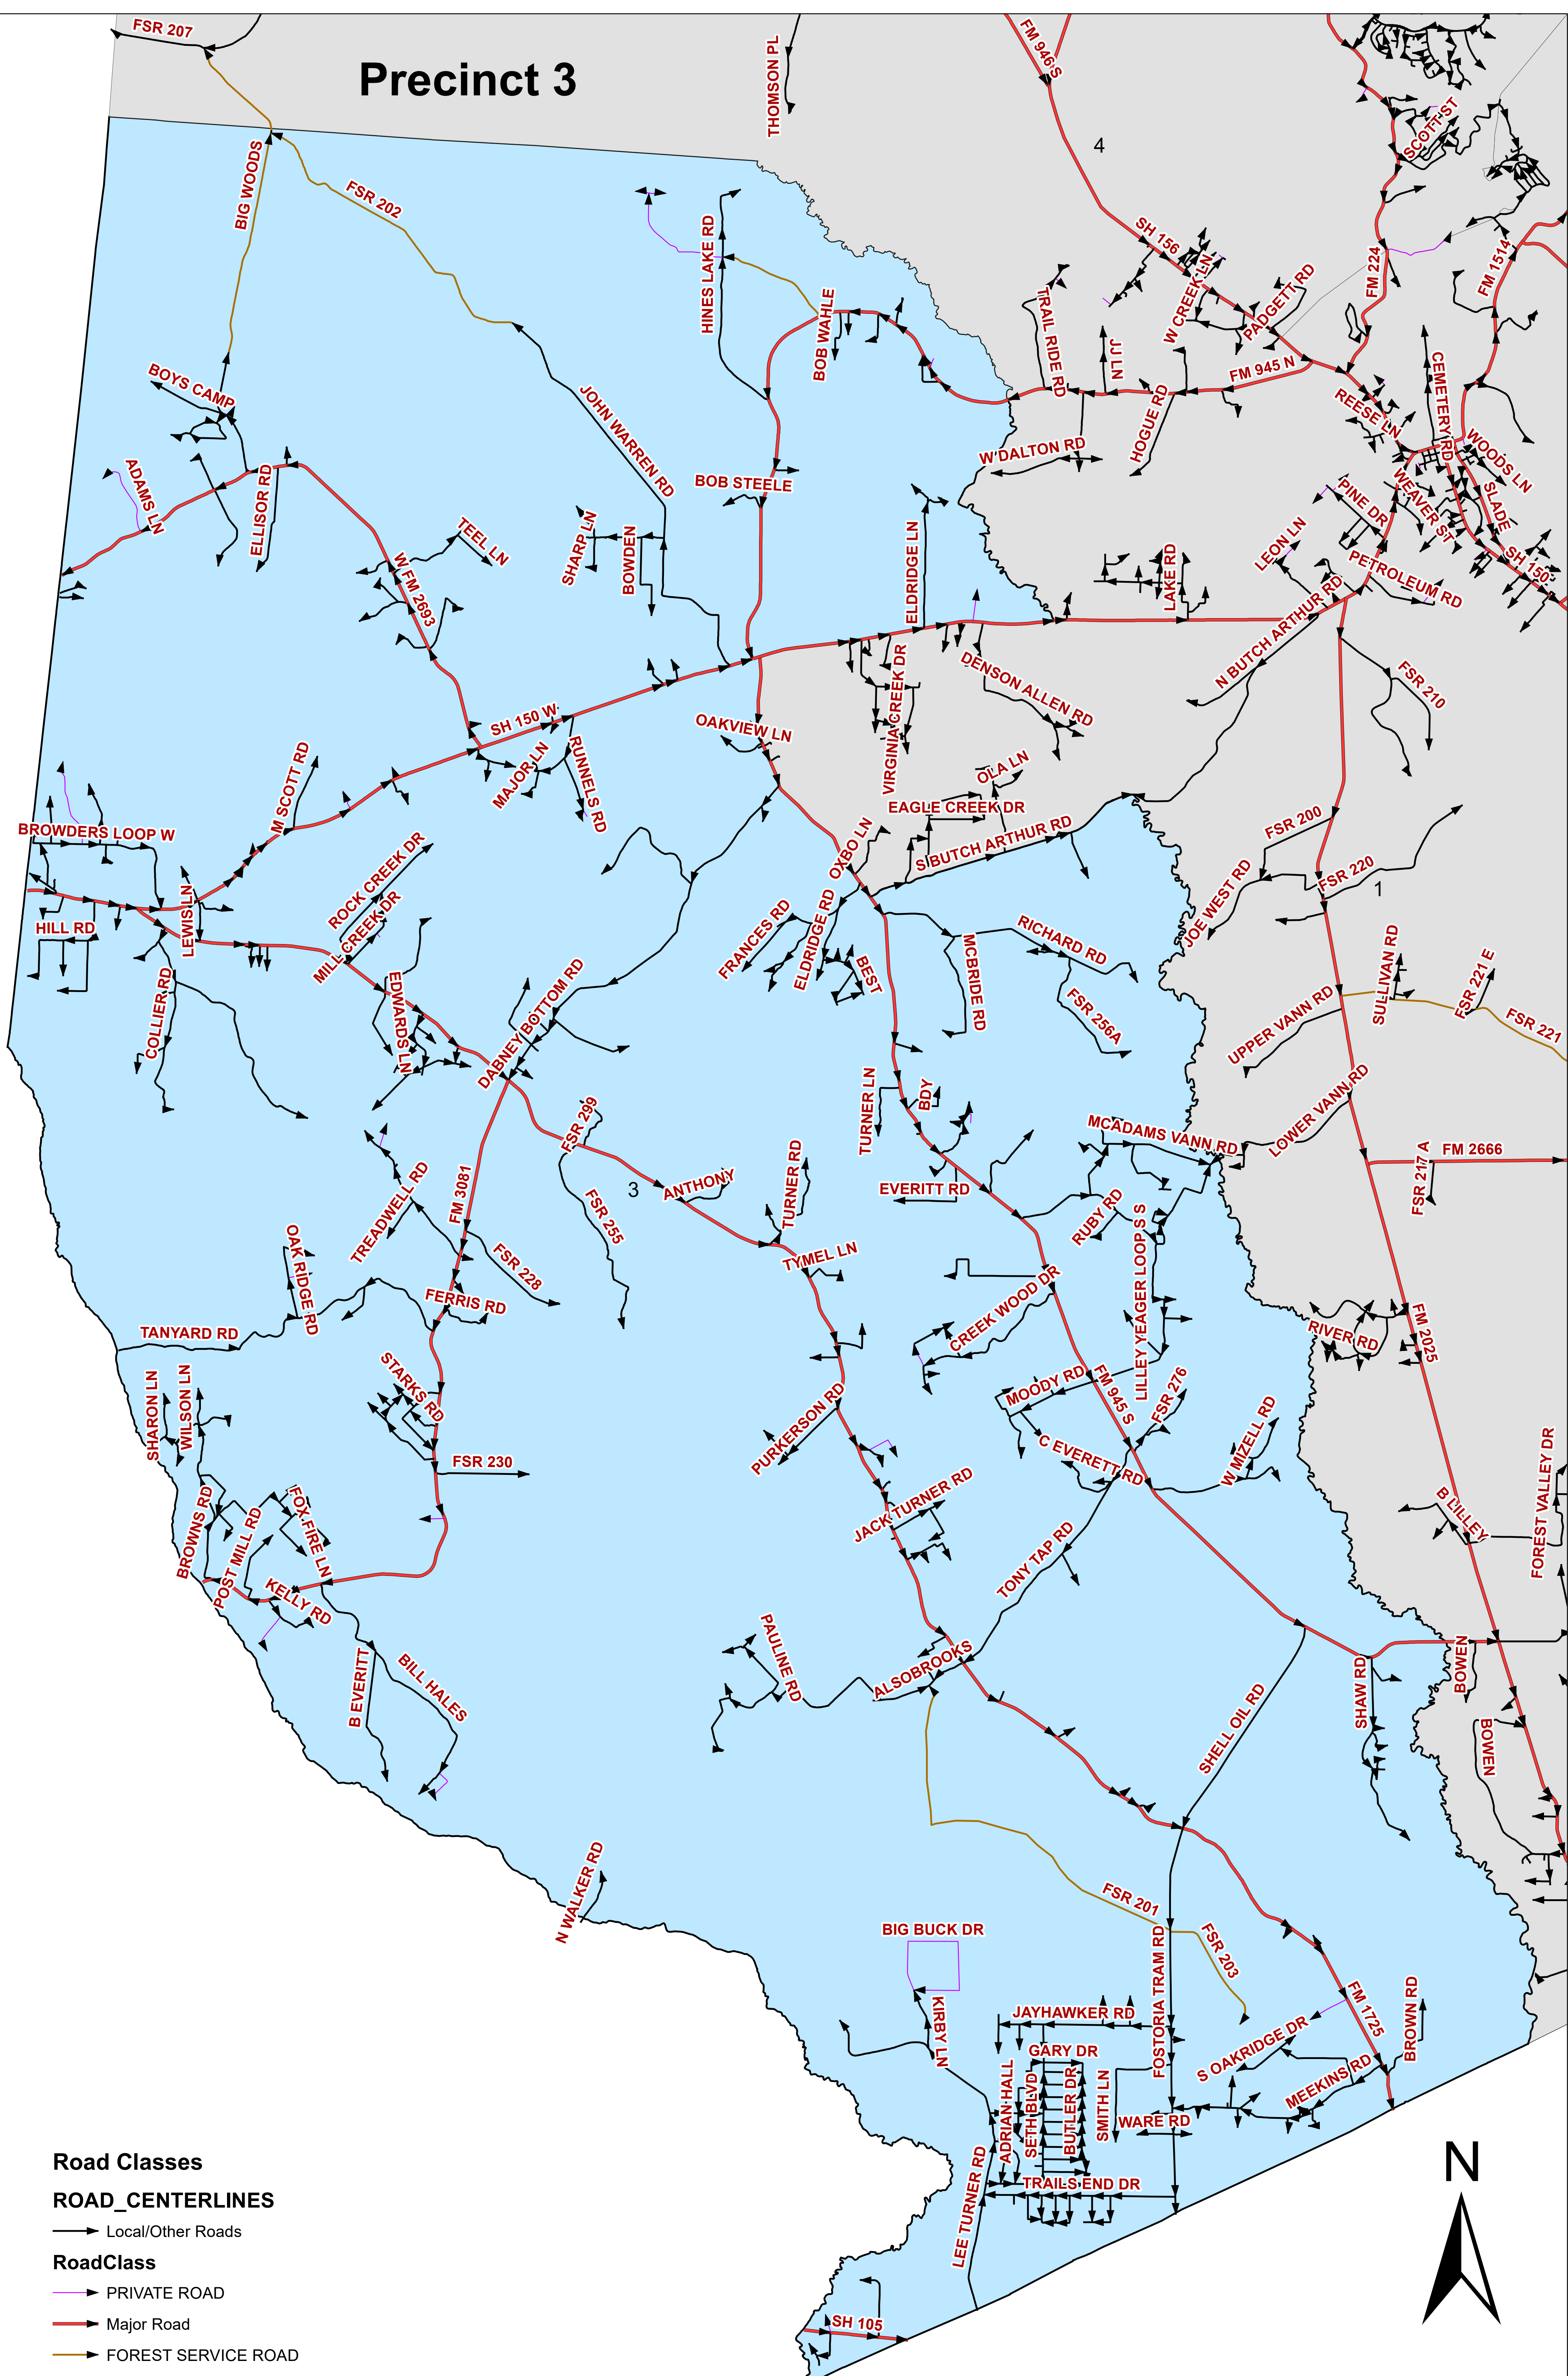 FSR 207
Precinct 3
THOMSON PL
FM 946 S
4
SCOTT ST
BIG WOODS
FSR 202
HINES LAKE RD
BOB WAHLE
TRAIL RIDE RD
JJ LN
SH 156
W CREEK LN
PADGETT RD
FM 224
FM 1514
FM 945 N
HOGUE RD
W DALTON RD
REESE LN
CEMETERY RD
WOODS LN
SLADE
WEAVER ST
PINE DR
SH 150
LEON LN
PETROLEUM RD
BOYS CAMP
ADAMS LN
ELLISOR RD
JOHN WARREN RD
BOB STEELE
TEEL LN
SHARP LN
BOWDEN
W FM 2693
ELDRIDGE LN
LAKE RD
N BUTCH ARTHUR RD
FSR 210
VIRGINIA CREEK DR
DENSON ALLEN RD
OAKVIEW LN
SH 150 W
MAJOR LN
RUNNELS RD
OLA LN
EAGLE CREEK DR
S BUTCH ARTHUR RD
OXBO LN
M SCOTT RD
BROWDERS LOOP W
FSR 200
FSR 220
1
JOE WEST RD
ROCK CREEK DR
MILL CREEK DR
LEWIS LN
HILL RD
COLLIER RD
EDWARDS LN
DABNEY BOTTOM RD
FRANCES RD
ELDRIDGE RD
BEST
MCBRIDE RD
RICHARD RD
FSR 256A
SULLIVAN RD
FSR 221 E
FSR 221
UPPER VANN RD
LOWER VANN RD
TURNER LN
BDY
MCADAMS VANN RD
FM 2666
FSR 217 A
FSR 299
3
ANTHONY
TURNER RD
EVERITT RD
RUBY RD
LILLEY YEAGER LOOP S S
TREADWELL RD
FM 3081
FSR 255
FSR 228
TYMEL LN
OAK RIDGE RD
FERRIS RD
CREEK WOOD DR
TANYARD RD
RIVER RD
FM 2025
SHARON LN
WILSON LN
STARKS RD
MOODY RD
FM 945 S
FSR 276
PURKERSON RD
C EVERETT RD
W MIZELL RD
FSR 230
FOREST VALLEY DR
B LILLEY
BROWNS RD
POST MILL RD
FOX FIRE LN
KELLY RD
JACK TURNER RD
TONY TAP RD
PAULINE RD
ALSOBROOKS
B EVERITT
BILL HALES
SHELL OIL RD
SHAW RD
BOWEN
BOWEN
N WALKER RD
FSR 201
FSR 203
BIG BUCK DR
KIRBY LN
FOSTORIA TRAM RD
JAYHAWKER RD
FM 1725
BROWN RD
GARY DR
S OAKRIDGE DR
MEEKINS RD
ADRIAN HALL
SETH BLVD
BUTLER DR
SMITH LN
WARE RD
TRAILS END DR
LEE TURNER RD
SH 105
N
Road Classes
ROAD_CENTERLINES
Local/Other Roads
RoadClass
PRIVATE ROAD
Major Road
FOREST SERVICE ROAD